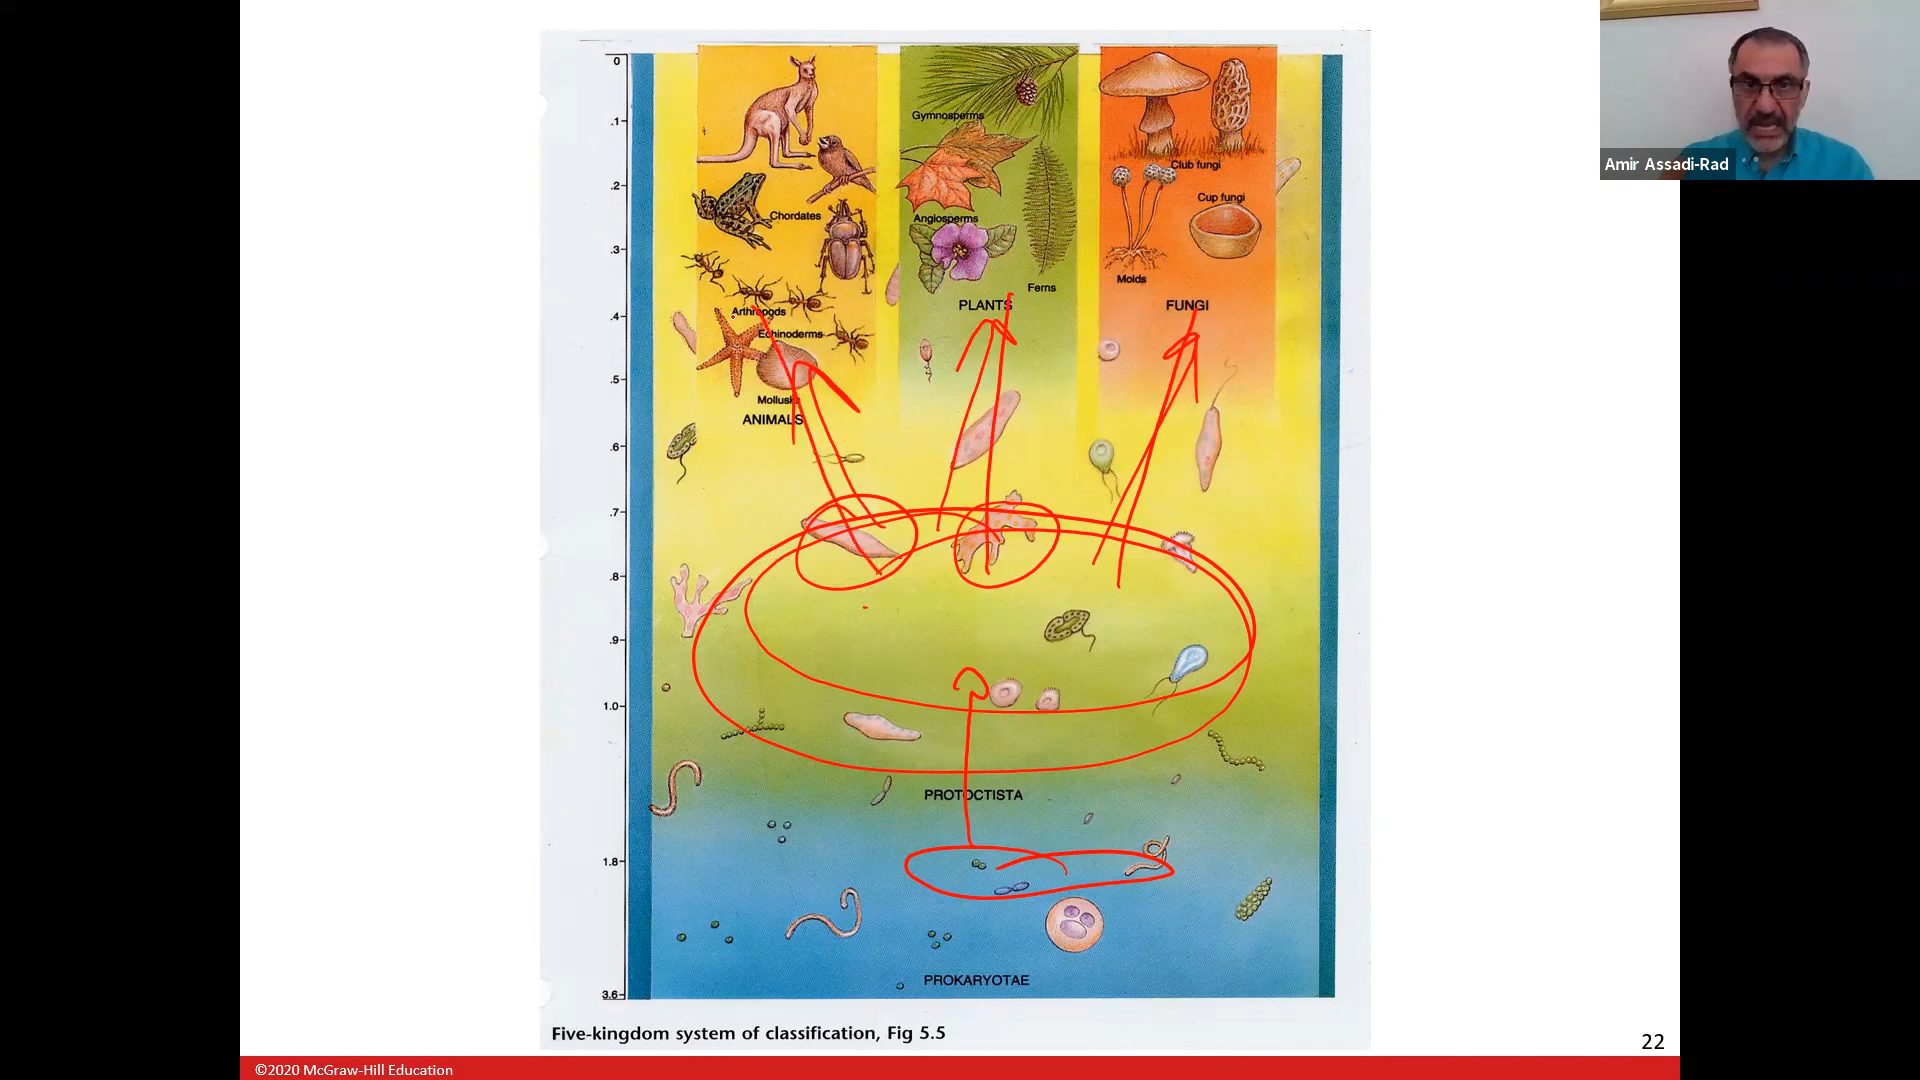 0
.1
.2
.3
.4
.5
.6
.7
.8
.9
1.0
1.8
3.6
Chordates
Arthropods
Echinoderms
Mollusks
ANIMALS
Gymnosperms
Angiosperms
Ferns
PLANTS
Club fungi
Cup fungi
Molds
FUNGI
PROTOCTISTA
PROKARYOTAE
Five-kingdom system of classification, Fig 5.5
22
©2020 McGraw-Hill Education
Amir Assadi-Rad